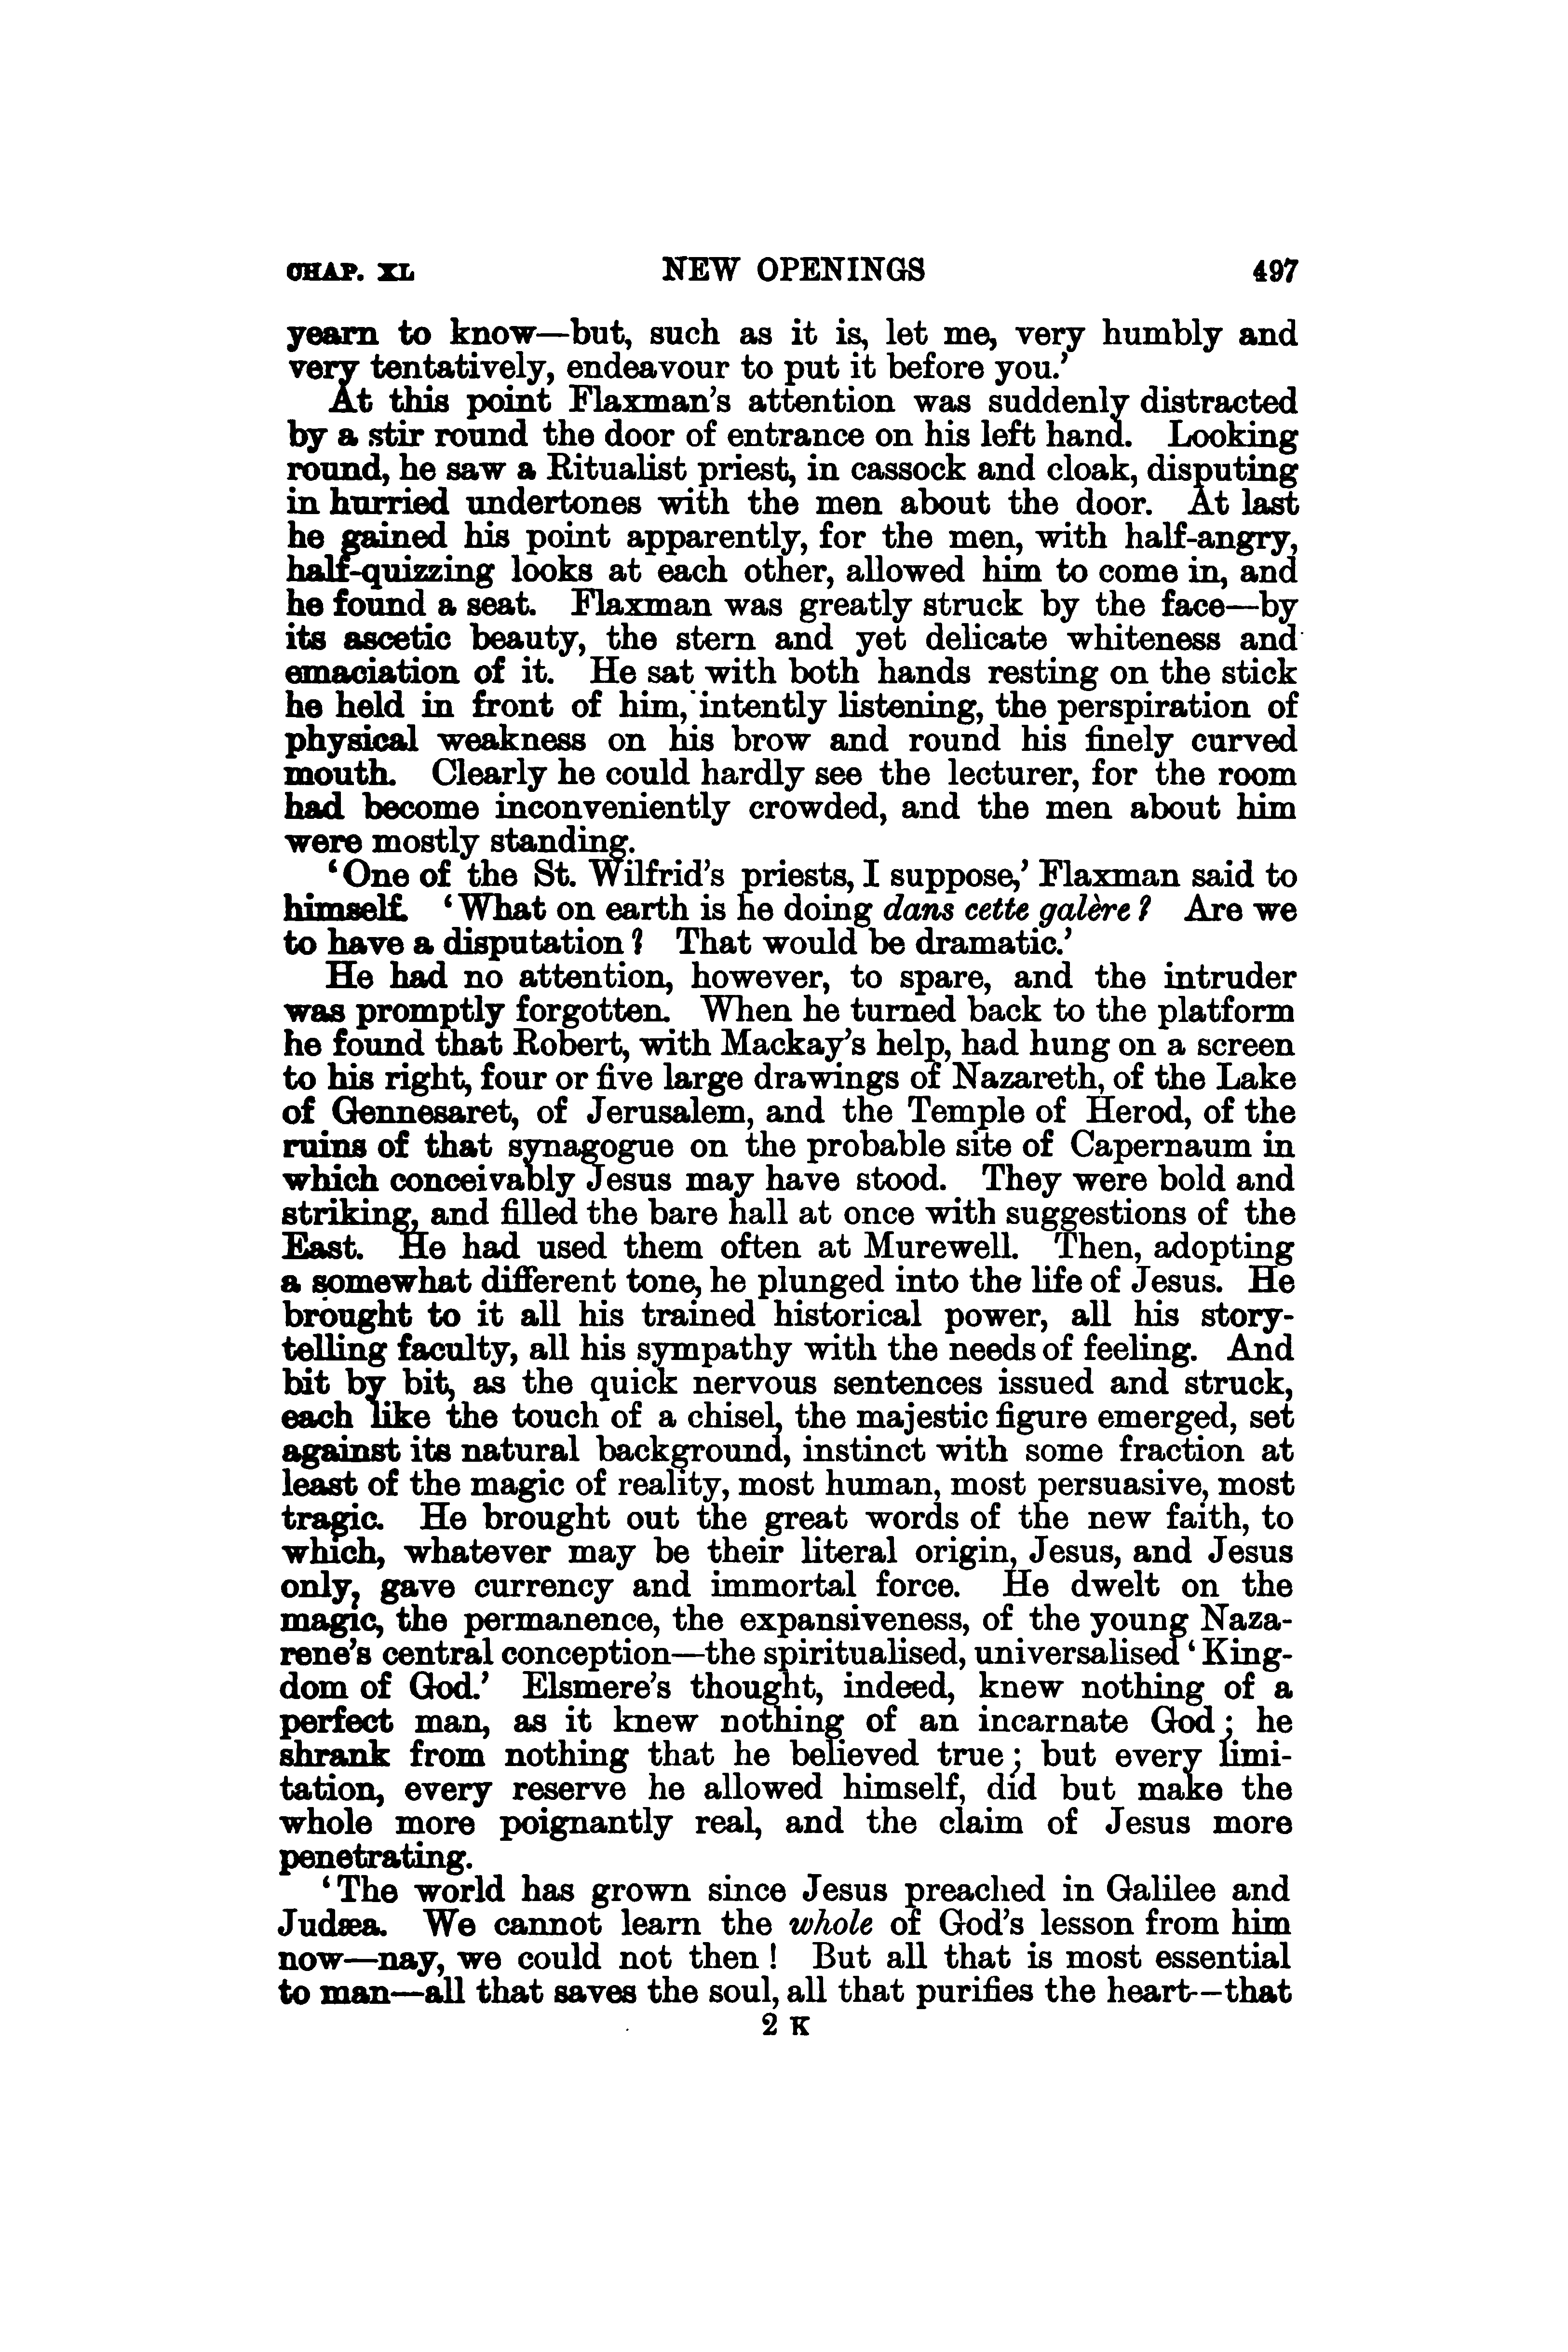 CHAP. XL NEW OPENINGS 497
yearn to know—but, such as it is, let me, very humbly and
very tentatively, endeavour to put it before you.’
At this point Flaxman’s attention was suddenly distracted
by a stir round the door of entrance on his left hand. Looking
round, he saw a Ritualist priest, in cassock and cloak, disputing
in hurried undertones with the men about the door. At last
he gained his point apparently, for the men, with half-angry,
half-quizzing looks at each other, allowed him to come in, and
he found a seat. Flaxman was greatly struck by the face—by
its ascetic beauty, the stern and yet delicate whiteness and
emaciation of it. He sat with both hands resting on the stick
he held in front of him, intently listening, the perspiration of
physical weakness on his brow and round his finely curved
mouth. Clearly he could hardly see the lecturer, for the room
had become inconveniently crowded, and the men about him
were mostly standing.
‘One of the St. Wilfrid’s priests, I suppose,’ Flaxman said to
himself. ‘What on earth is he doing dans cette galère? Are we
to have a disputation? That would be dramatic.’
He had no attention, however, to spare, and the intruder
was promptly forgotten. When he turned back to the platform
he found that Robert, with Mackay’s help, had hung on a screen
to his right, four or five large drawings of Nazareth, of the Lake
of Gennesaret, of Jerusalem, and the Temple of Herod, of the
ruins of that synagogue on the probable site of Capernaum in
which conceivably Jesus may have stood. They were bold and
striking, and filled the bare hall at once with suggestions of the
East. He had used them often at Murewell. Then, adopting
a somewhat different tone, he plunged into the life of Jesus. He
brought to it all his trained historical power, all his story-
telling faculty, all his sympathy with the needs of feeling. And
bit by bit, as the quick nervous sentences issued and struck,
each like the touch of a chisel, the majestic figure emerged, set
against its natural background, instinct with some fraction at
least of the magic of reality, most human, most persuasive, most
tragic. He brought out the great words of the new faith, to
which, whatever may be their literal origin, Jesus, and Jesus
only, gave currency and immortal force. He dwelt on the
magic, the permanence, the expansiveness, of the young Naza-
rene’s central conception—the spiritualised, universalised ‘King-
dom of God.’ Elsmere’s thought, indeed, knew nothing of a
perfect man, as it knew nothing of an incarnate God; he
shrank from nothing that he believed true; but every limi-
tation, every reserve he allowed himself, did but make the
whole more poignantly real, and the claim of Jesus more
penetrating.
‘The world has grown since Jesus preached in Galilee and
Judæa. We cannot learn the whole of God’s lesson from him
now—nay, we could not then! But all that is most essential
to man—all that saves the soul, all that purifies the heart—that
2 K